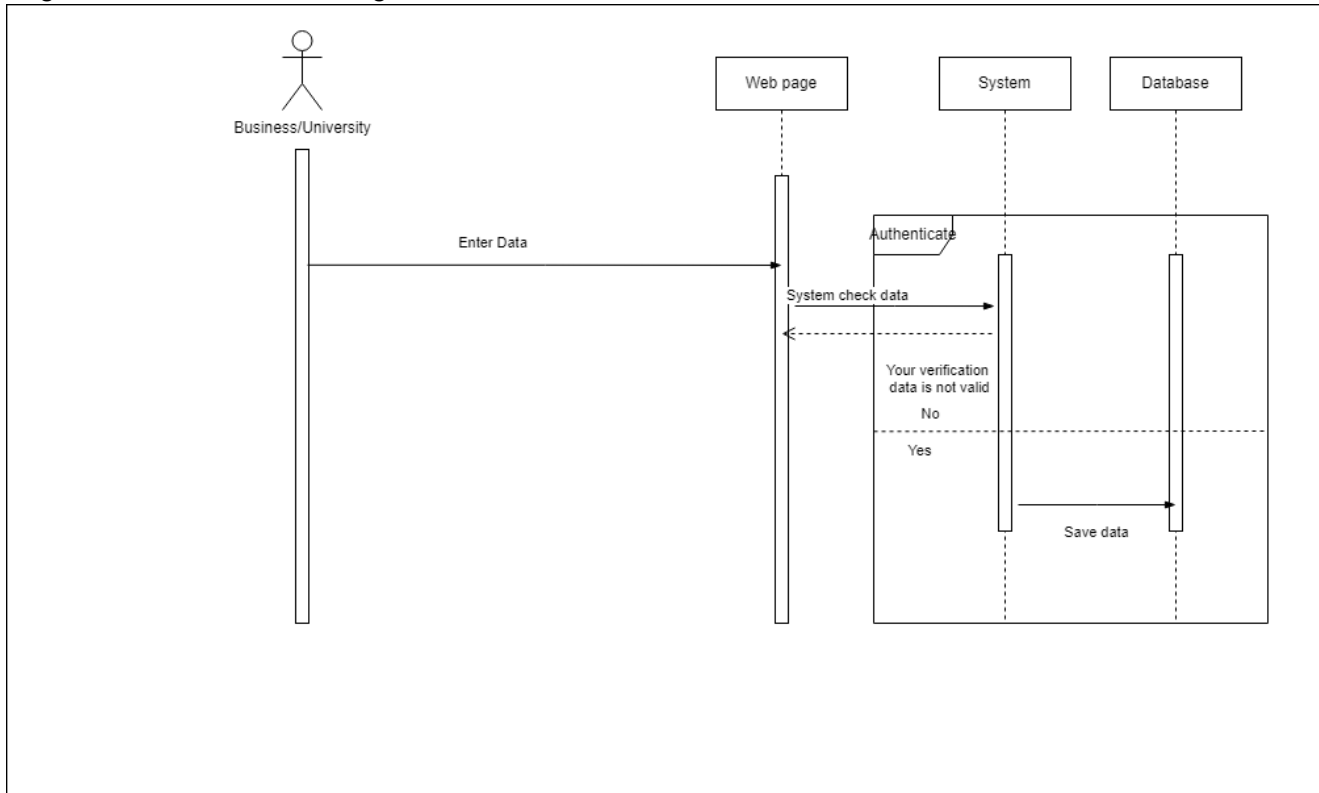 Web page
System
Database
Business/University
Authenticate
Enter Data
System check data
Your verification
data is not valid
No
Yes
Save data